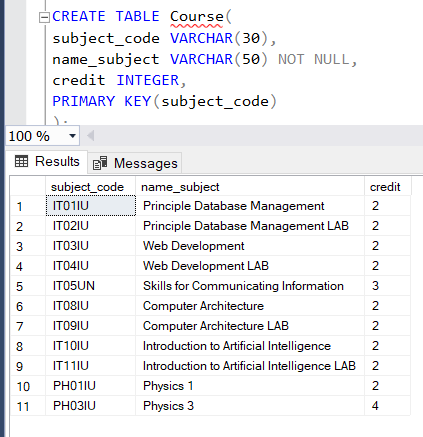 CREATE TABLE Course(
subject_code VARCHAR(30),
name_subject VARCHAR(50) NOT NULL,
credit INTEGER,
PRIMARY KEY(subject_code)
);
100 %
Results Messages
subject_code name_subject credit
1 IT01IU Principle Database Management 2
2 IT02IU Principle Database Management LAB 2
3 IT03IU Web Development 2
4 IT04IU Web Development LAB 2
5 IT05UN Skills for Communicating Information 3
6 IT08IU Computer Architecture 2
7 IT09IU Computer Architecture LAB 2
8 IT10IU Introduction to Artificial Intelligence 2
9 IT11IU Introduction to Artificial Intelligence LAB 2
10 PH01IU Physics 1 2
11 PH03IU Physics 3 4